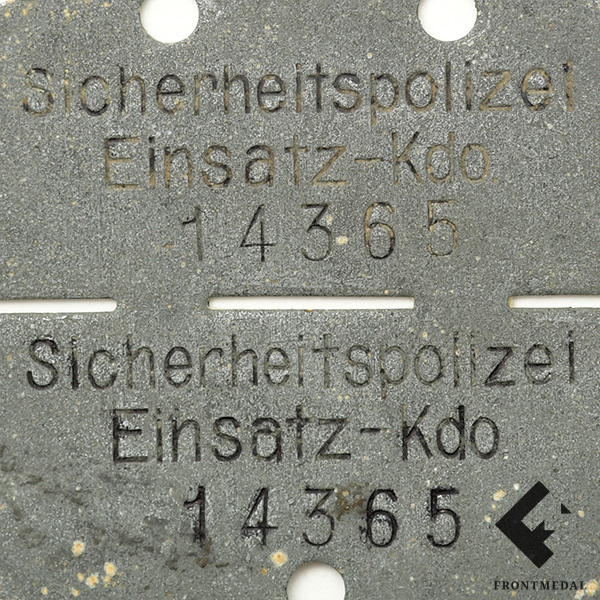 Sicherheitspolizei
Einsatz-Kdo
14365
Sicherheitspolizei
Einsatz-Kdo
14365
FRONTMEDAL